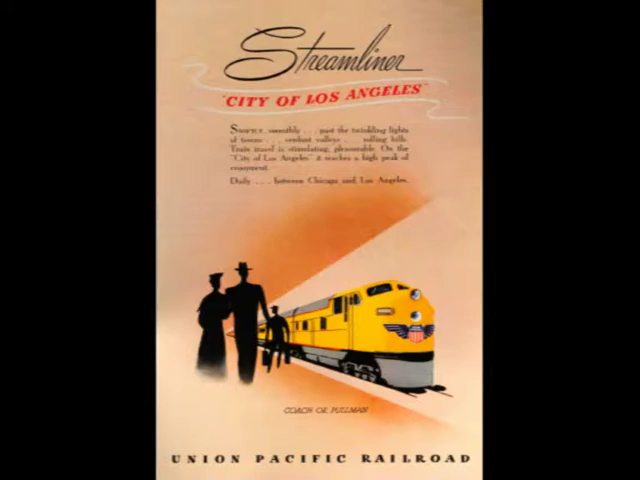 Streamliner
"CITY OF LOS ANGELES"
SWIFTLY, smoothly . . . past the twinkling lights
of towns . . . verdant valleys . . . rolling hills.
Train travel is stimulating, pleasurable. On the
"City of Los Angeles" it reaches a high peak of
enjoyment.
Daily . . . between Chicago and Los Angeles.
COACH OR PULLMAN
UNION PACIFIC RAILROAD